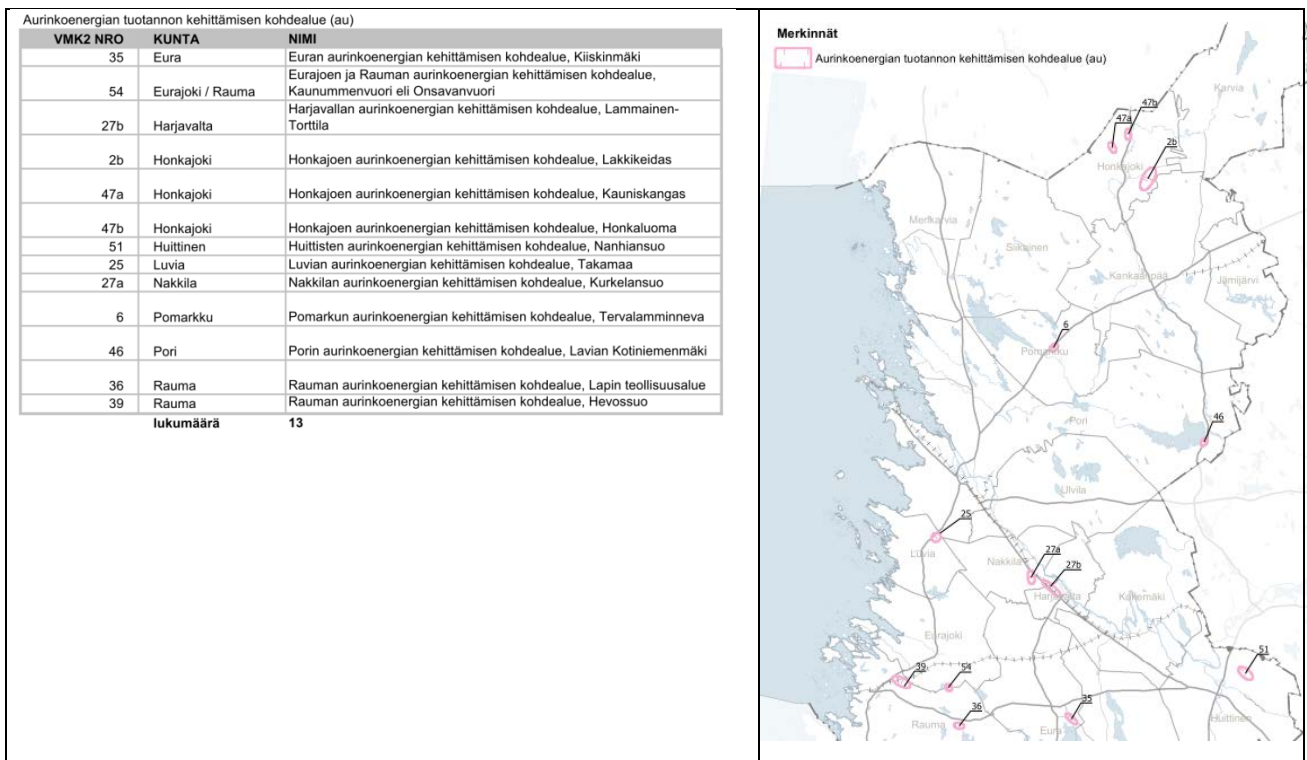 Aurinkoenergian tuotannon kehittämisen kohdealue (au)
VMK2 NRO KUNTA NIMI
35 Eura Euran aurinkoenergian kehittämisen kohdealue, Kiiskinmäki
54 Eurajoki / Rauma Eurajoen ja Rauman aurinkoenergian kehittämisen kohdealue,
Kaunummenvuori eli Onsavanvuori
27b Harjavalta Harjavallan aurinkoenergian kehittämisen kohdealue, Lammainen-
Torttila
2b Honkajoki Honkajoen aurinkoenergian kehittämisen kohdealue, Lakkikeidas
47a Honkajoki Honkajoen aurinkoenergian kehittämisen kohdealue, Kauniskangas
47b Honkajoki Honkajoen aurinkoenergian kehittämisen kohdealue, Honkaluoma
51 Huittinen Huittisten aurinkoenergian kehittämisen kohdealue, Nanhiansuo
25 Luvia Luvian aurinkoenergian kehittämisen kohdealue, Takamaa
27a Nakkila Nakkilan aurinkoenergian kehittämisen kohdealue, Kurkelansuo
6 Pomarkku Pomarkun aurinkoenergian kehittämisen kohdealue, Tervalamminneva
46 Pori Porin aurinkoenergian kehittämisen kohdealue, Lavian Kotiniemenmäki
36 Rauma Rauman aurinkoenergian kehittämisen kohdealue, Lapin teollisuusalue
39 Rauma Rauman aurinkoenergian kehittämisen kohdealue, Hevossuo
lukumäärä 13
Merkinnät
Aurinkoenergian tuotannon kehittämisen kohdealue (au)
Karvia
47b
47a
2b
Honkajoki
Merikarvia
Siikainen
Kankaanpää
Jämijärvi
6
Pomarkku
46
Pori
Ulvila
25
Luvia
27a
Nakkila
27b
Harjavalta
Kokemäki
Eurajoki
51
39
54
36
35
Rauma
Eura
Huittinen